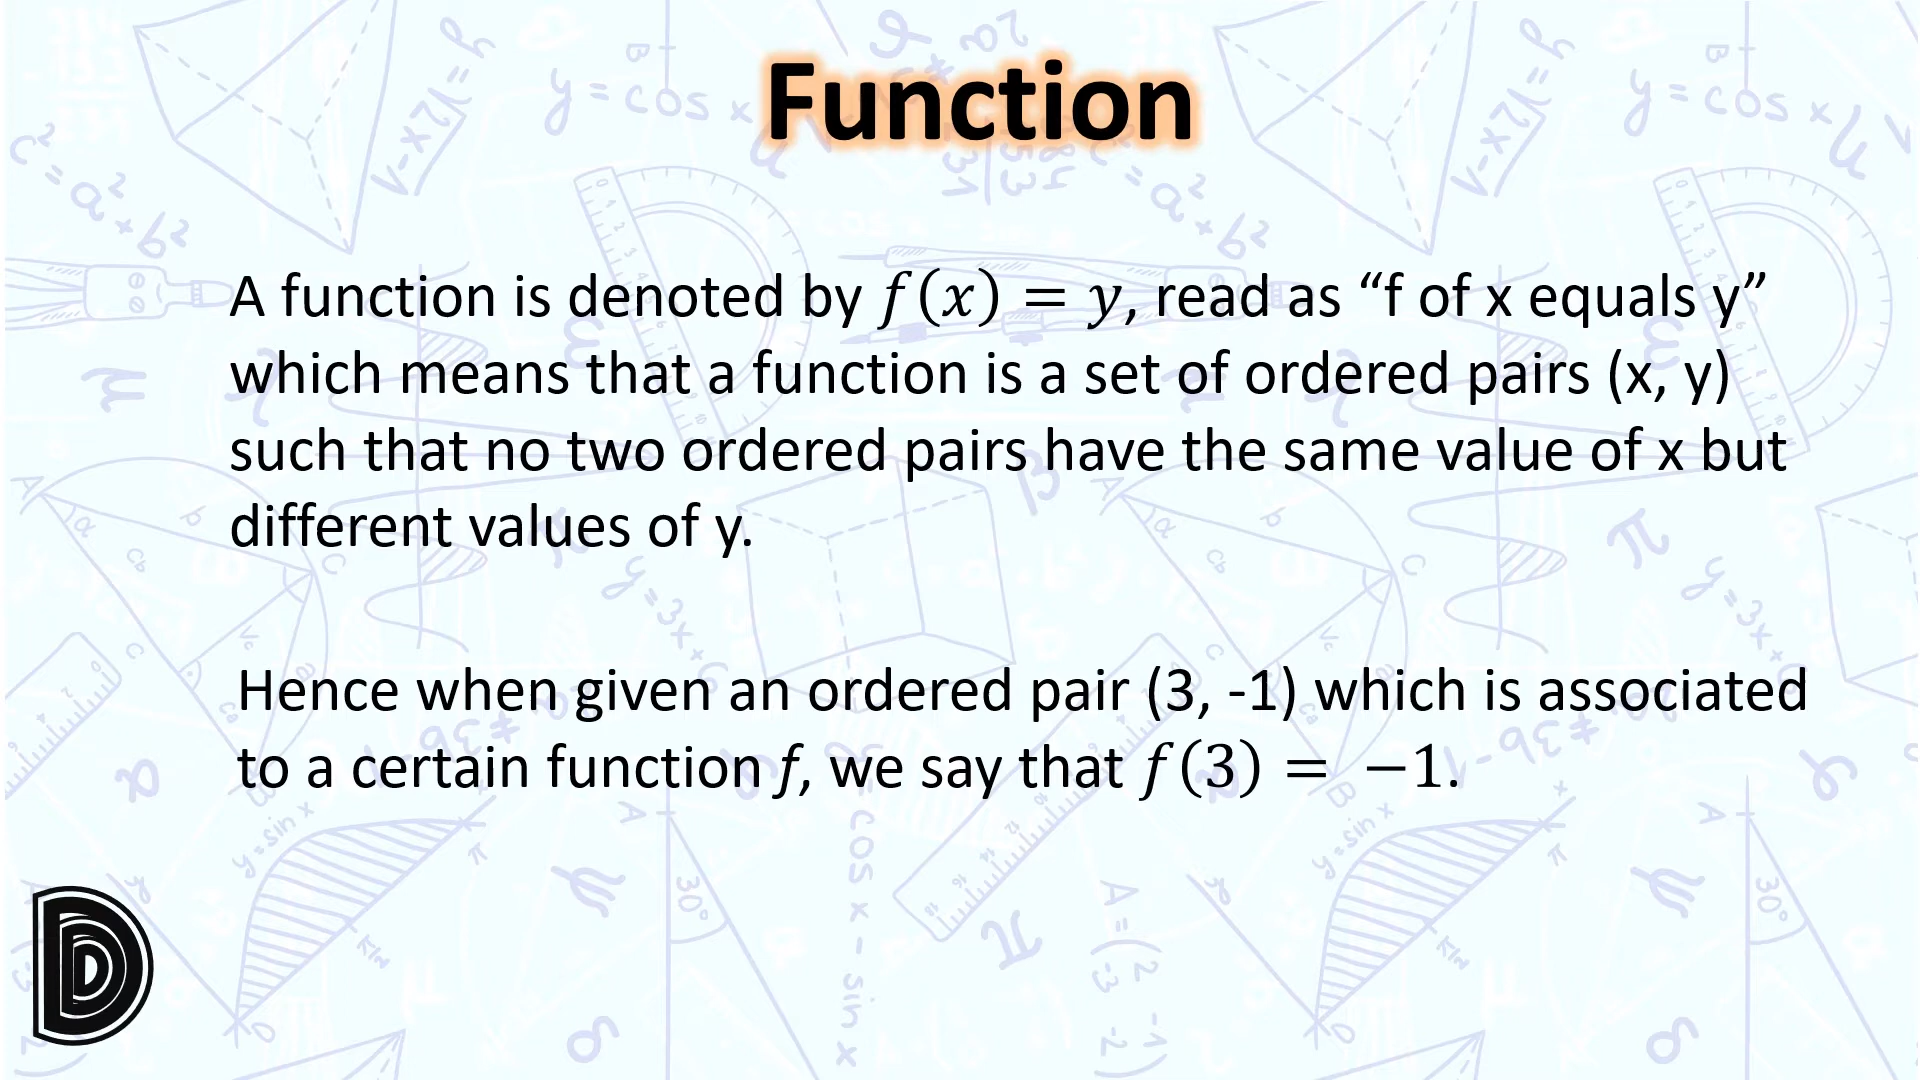 Function
A function is denoted by f(x) = y, read as “f of x equals y”
which means that a function is a set of ordered pairs (x, y)
such that no two ordered pairs have the same value of x but
different values of y.
Hence when given an ordered pair (3, -1) which is associated
to a certain function f, we say that f(3) = −1.